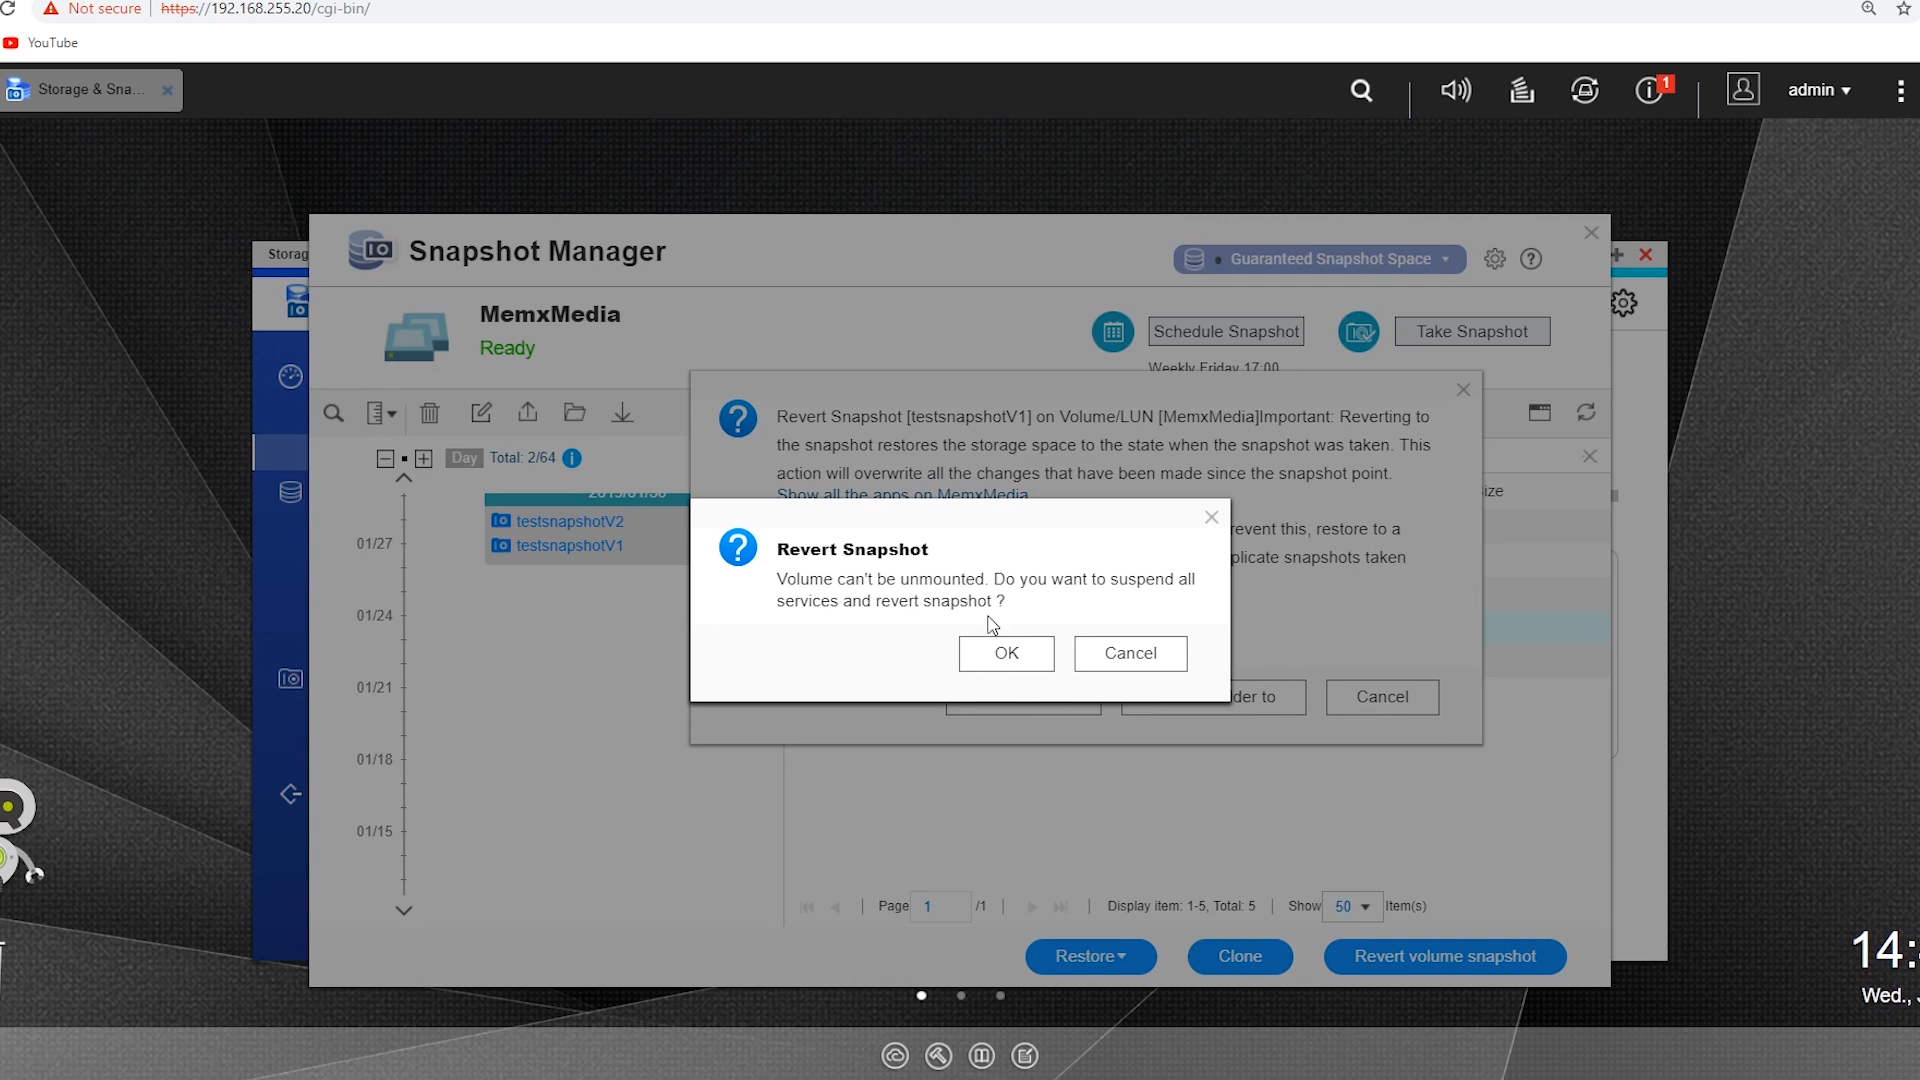 Not secure
https://192.168.255.20/cgi-bin/
YouTube
Storage & Sna...
1
admin
Snapshot Manager
Guaranteed Snapshot Space
Storag
MemxMedia
Ready
Schedule Snapshot
Take Snapshot
Weekly Friday 17:00
Revert Snapshot [testsnapshotV1] on Volume/LUN [MemxMedia]Important: Reverting to
the snapshot restores the storage space to the state when the snapshot was taken. This
action will overwrite all the changes that have been made since the snapshot point.
Show all the apps on MemxMedia
Day Total: 2/64
ize
testsnapshotV2
testsnapshotV1
revent this, restore to a
plicate snapshots taken
Revert Snapshot
Volume can't be unmounted. Do you want to suspend all
services and revert snapshot ?
OK
Cancel
der to
Cancel
01/27
01/24
01/21
01/18
01/15
Page 1 /1
Display item: 1-5, Total: 5
Show 50 Item(s)
Restore
Clone
Revert volume snapshot
14:
Wed.,